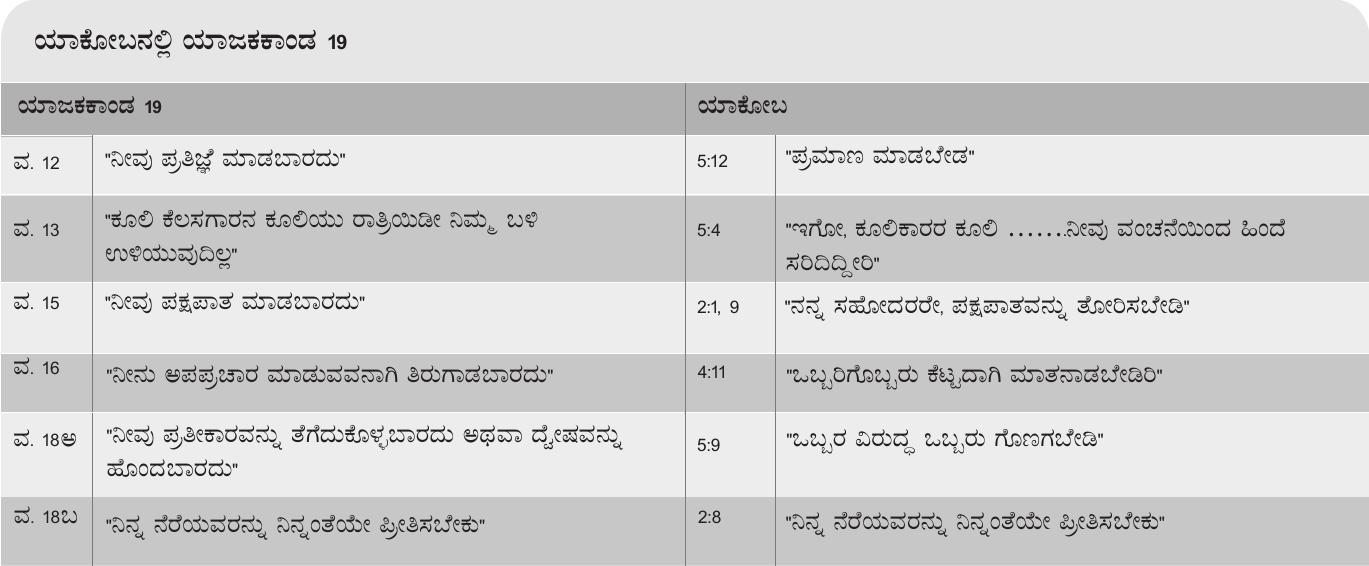 ಯಾಕೋಬನಲ್ಲಿ ಯಾಜಕಕಾಂಡ 19
ಯಾಜಕಕಾಂಡ 19
ಯಾಕೋಬ
ವ. 12
"ನೀವು ಪ್ರತಿಜ್ಞೆ ಮಾಡಬಾರದು"
5:12
"ಪ್ರಮಾಣ ಮಾಡಬೇಡ"
ವ. 13
"ಕೂಲಿ ಕೆಲಸಗಾರನ ಕೂಲಿಯು ರಾತ್ರಿಯಿಡೀ ನಿಮ್ಮ ಬಳಿ
ಉಳಿಯುವುದಿಲ್ಲ"
5:4
"ಇಗೋ, ಕೂಲಿಕಾರರ ಕೂಲಿ .......ನೀವು ವಂಚನೆಯಿಂದ ಹಿಂದೆ
ಸರಿದಿದ್ದೀರಿ"
ವ. 15
"ನೀವು ಪಕ್ಷಪಾತ ಮಾಡಬಾರದು"
2:1, 9
"ನನ್ನ ಸಹೋದರರೇ, ಪಕ್ಷಪಾತವನ್ನು ತೋರಿಸಬೇಡಿ"
ವ. 16
"ನೀನು ಅಪಪ್ರಚಾರ ಮಾಡುವವನಾಗಿ ತಿರುಗಾಡಬಾರದು"
4:11
"ಒಬ್ಬರಿಗೊಬ್ಬರು ಕೆಟ್ಟದಾಗಿ ಮಾತನಾಡಬೇಡಿರಿ"
ವ. 18ಅ
"ನೀವು ಪ್ರತೀಕಾರವನ್ನು ತೆಗೆದುಕೊಳ್ಳಬಾರದು ಅಥವಾ ದ್ವೇಷವನ್ನು
ಹೊಂದಬಾರದು"
5:9
"ಒಬ್ಬರ ವಿರುದ್ಧ ಒಬ್ಬರು ಗೊಣಗಬೇಡಿ"
ವ. 18ಬ
"ನಿನ್ನ ನೆರೆಯವರನ್ನು ನಿನ್ನಂತೆಯೇ ಪ್ರೀತಿಸಬೇಕು"
2:8
"ನಿನ್ನ ನೆರೆಯವರನ್ನು ನಿನ್ನಂತೆಯೇ ಪ್ರೀತಿಸಬೇಕು"